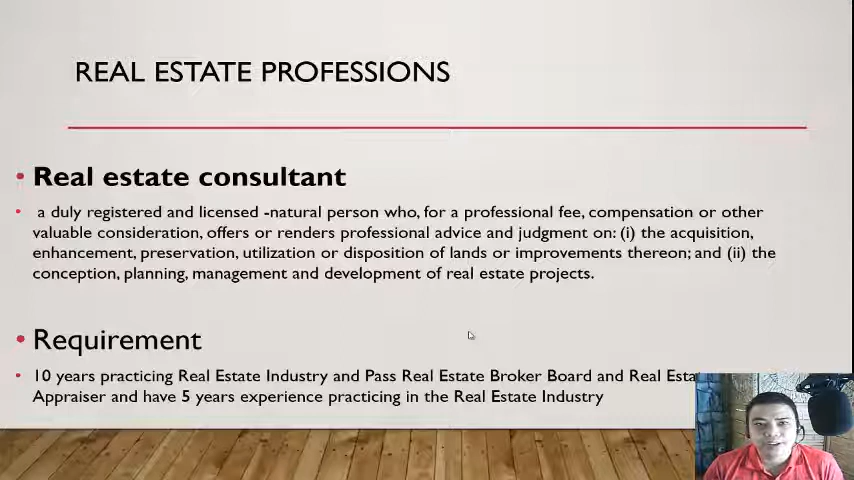 REAL ESTATE PROFESSIONS
• Real estate consultant
• a duly registered and licensed -natural person who, for a professional fee, compensation or other
valuable consideration, offers or renders professional advice and judgment on: (i) the acquisition,
enhancement, preservation, utilization or disposition of lands or improvements thereon; and (ii) the
conception, planning, management and development of real estate projects.
• Requirement
• 10 years practicing Real Estate Industry and Pass Real Estate Broker Board and Real
Appraiser and have 5 years experience practicing in the Real Estate Industry